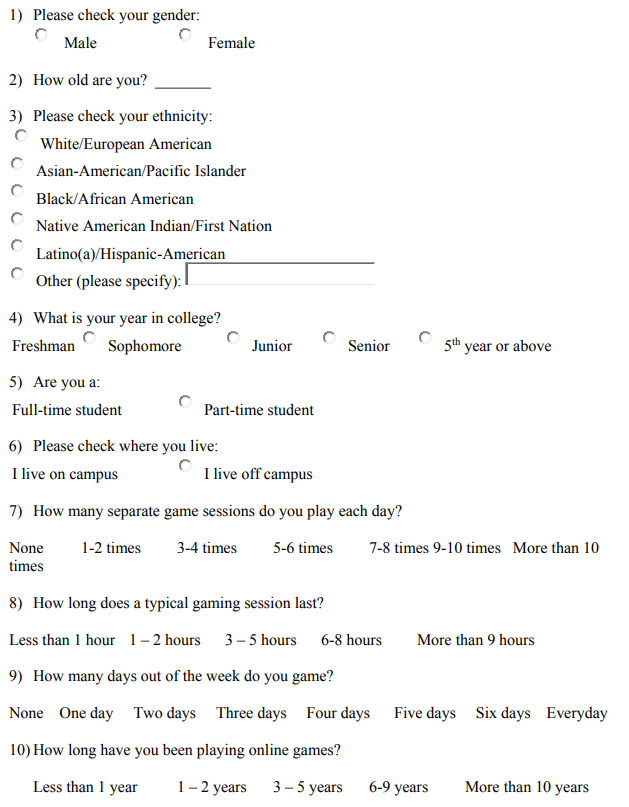 1) Please check your gender:
Male Female
2) How old are you? _______
3) Please check your ethnicity:
White/European American
Asian-American/Pacific Islander
Black/African American
Native American Indian/First Nation
Latino(a)/Hispanic-American
Other (please specify):
4) What is your year in college?
Freshman Sophomore Junior Senior 5th year or above
5) Are you a:
Full-time student Part-time student
6) Please check where you live:
I live on campus I live off campus
7) How many separate game sessions do you play each day?
None 1-2 times 3-4 times 5-6 times 7-8 times 9-10 times More than 10
times
8) How long does a typical gaming session last?
Less than 1 hour 1 – 2 hours 3 – 5 hours 6-8 hours More than 9 hours
9) How many days out of the week do you game?
None One day Two days Three days Four days Five days Six days Everyday
10) How long have you been playing online games?
Less than 1 year 1 – 2 years 3 – 5 years 6-9 years More than 10 years